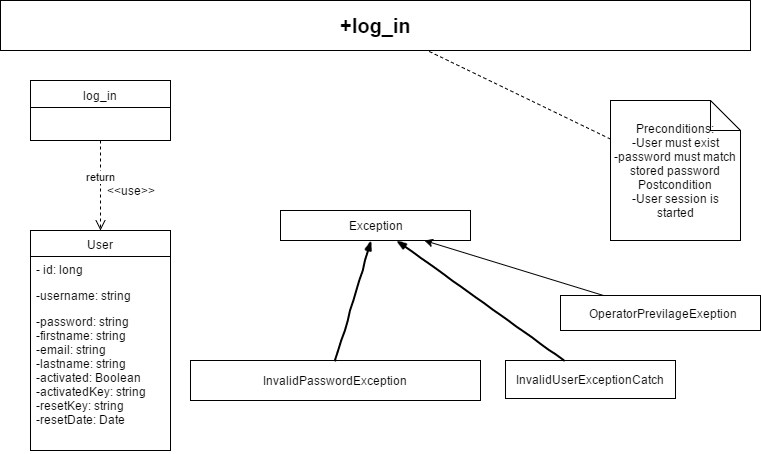 +log_in
log_in
return
<<use>>
User
- id: long
-username: string
-password: string
-firstname: string
-email: string
-lastname: string
-activated: Boolean
-activatedKey: string
-resetKey: string
-resetDate: Date
Preconditions:
-User must exist
-password must match
stored password
Postcondition
-User session is
started
Exception
OperatorPrevilageExeption
InvalidPasswordException
InvalidUserExceptionCatch